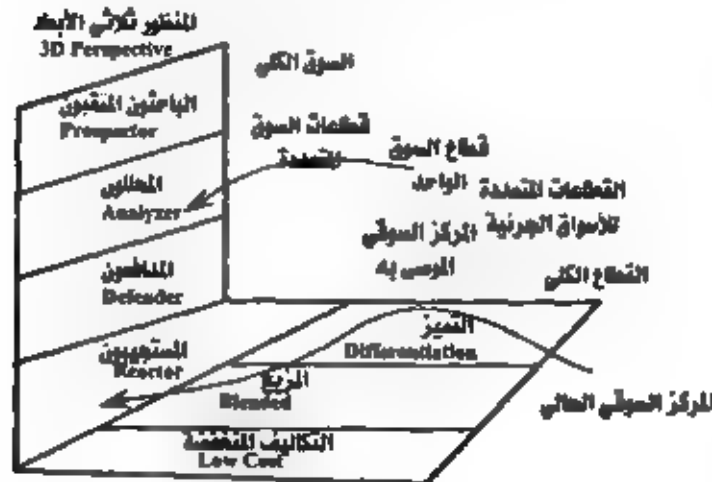 المنظور ثلاثي الأبعاد
3D Perspective
السوق الكلي
الباحثون المنقبون
Prospector
قطاعات السوق
المتعددة
قطاع السوق
الواحد
المحللون
Analyzer
القطاعات المتعددة
للأسواق الجزئية
المركز السوقي
الموصى به
المدافعون
Defender
القطاع الكلي
التميز
Differentiation
المستجيبون
Reactor
المزيج
Blended
المركز السوقي الحالي
التكاليف المنخفضة
Low Cost